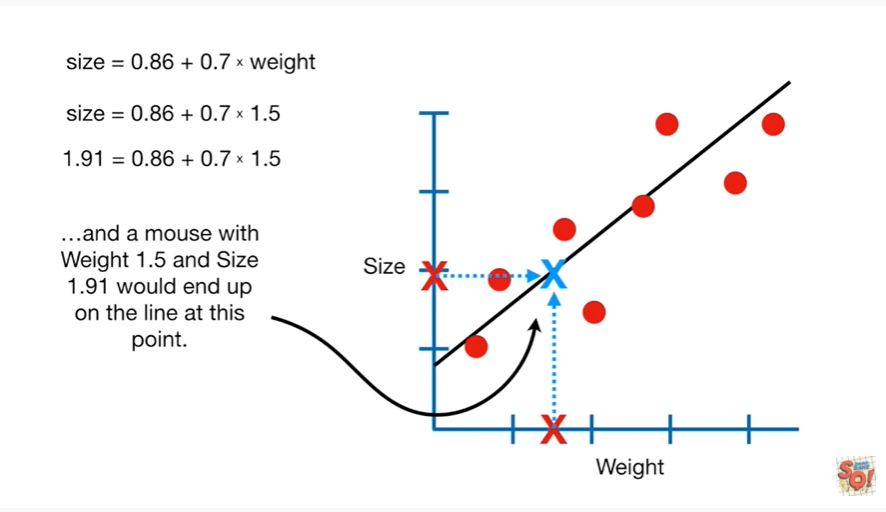 size = 0.86 + 0.7 × weight
size = 0.86 + 0.7 × 1.5
1.91 = 0.86 + 0.7 × 1.5
...and a mouse with
Weight 1.5 and Size
1.91 would end up
on the line at this
point.
Size
X
X
X
Weight
SQ!